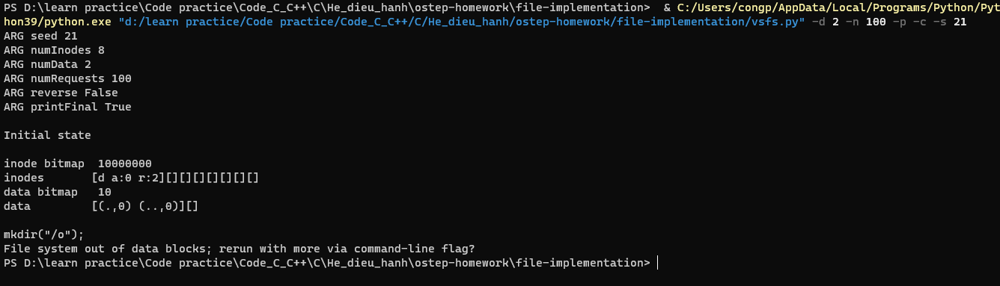 PS D:\learn practice\Code practice\Code_C_C++\C\He_dieu_hanh\ostep-homework\file-implementation>  & C:/Users/congp/AppData/Local/Programs/Python/Pyt
hon39/python.exe "d:/learn practice/Code practice/Code_C_C++/C/He_dieu_hanh/ostep-homework/file-implementation/vsfs.py" -d 2 -n 100 -p -c -s 21
ARG seed 21
ARG numInodes 8
ARG numData 2
ARG numRequests 100
ARG reverse False
ARG printFinal True
Initial state
inode bitmap  10000000
inodes       [d a:0 r:2][][][][][][][]
data bitmap   10
data         [(.,0) (..,0)][]
mkdir("/o");
File system out of data blocks; rerun with more via command-line flag?
PS D:\learn practice\Code practice\Code_C_C++\C\He_dieu_hanh\ostep-homework\file-implementation>